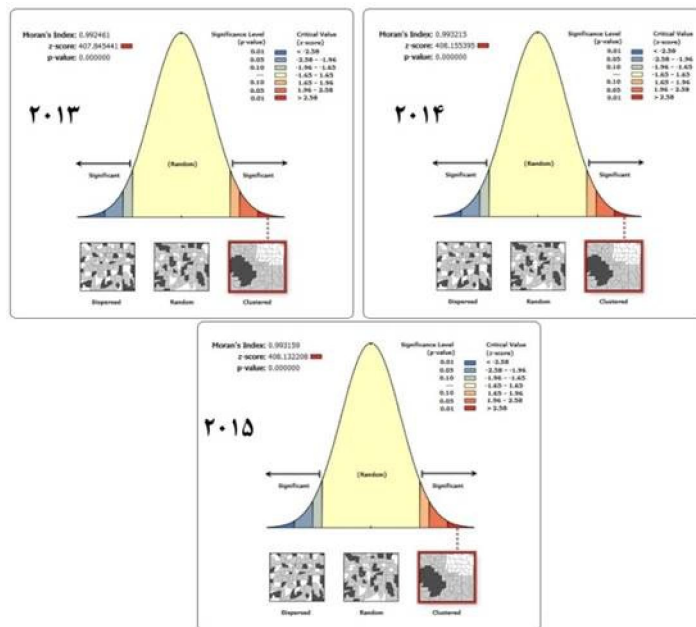 Moran's Index: 0.992461
z-score: 407.845441
p-value: 0.000000
Significance Level (p-value)
Critical Value (z-score)
0.01 < -2.58
0.05 -2.58 - -1.96
0.10 -1.96 - -1.65
— -1.65 - 1.65
0.10 1.65 - 1.96
0.05 1.96 - 2.58
0.01 > 2.58
۲۰۱۳
(Random)
Significant Significant
Dispersed Random Clustered
Moran's Index: 0.993215
z-score: 408.155395
p-value: 0.000000
Significance Level (p-value)
Critical Value (z-score)
0.01 < -2.58
0.05 -2.58 - -1.96
0.10 -1.96 - -1.65
— -1.65 - 1.65
0.10 1.65 - 1.96
0.05 1.96 - 2.58
0.01 > 2.58
۲۰۱۴
(Random)
Significant Significant
Dispersed Random Clustered
Moran's Index: 0.993159
z-score: 408.132208
p-value: 0.000000
Significance Level (p-value)
Critical Value (z-score)
0.01 < -2.58
0.05 -2.58 - -1.96
0.10 -1.96 - -1.65
— -1.65 - 1.65
0.10 1.65 - 1.96
0.05 1.96 - 2.58
0.01 > 2.58
۲۰۱۵
(Random)
Significant Significant
Dispersed Random Clustered